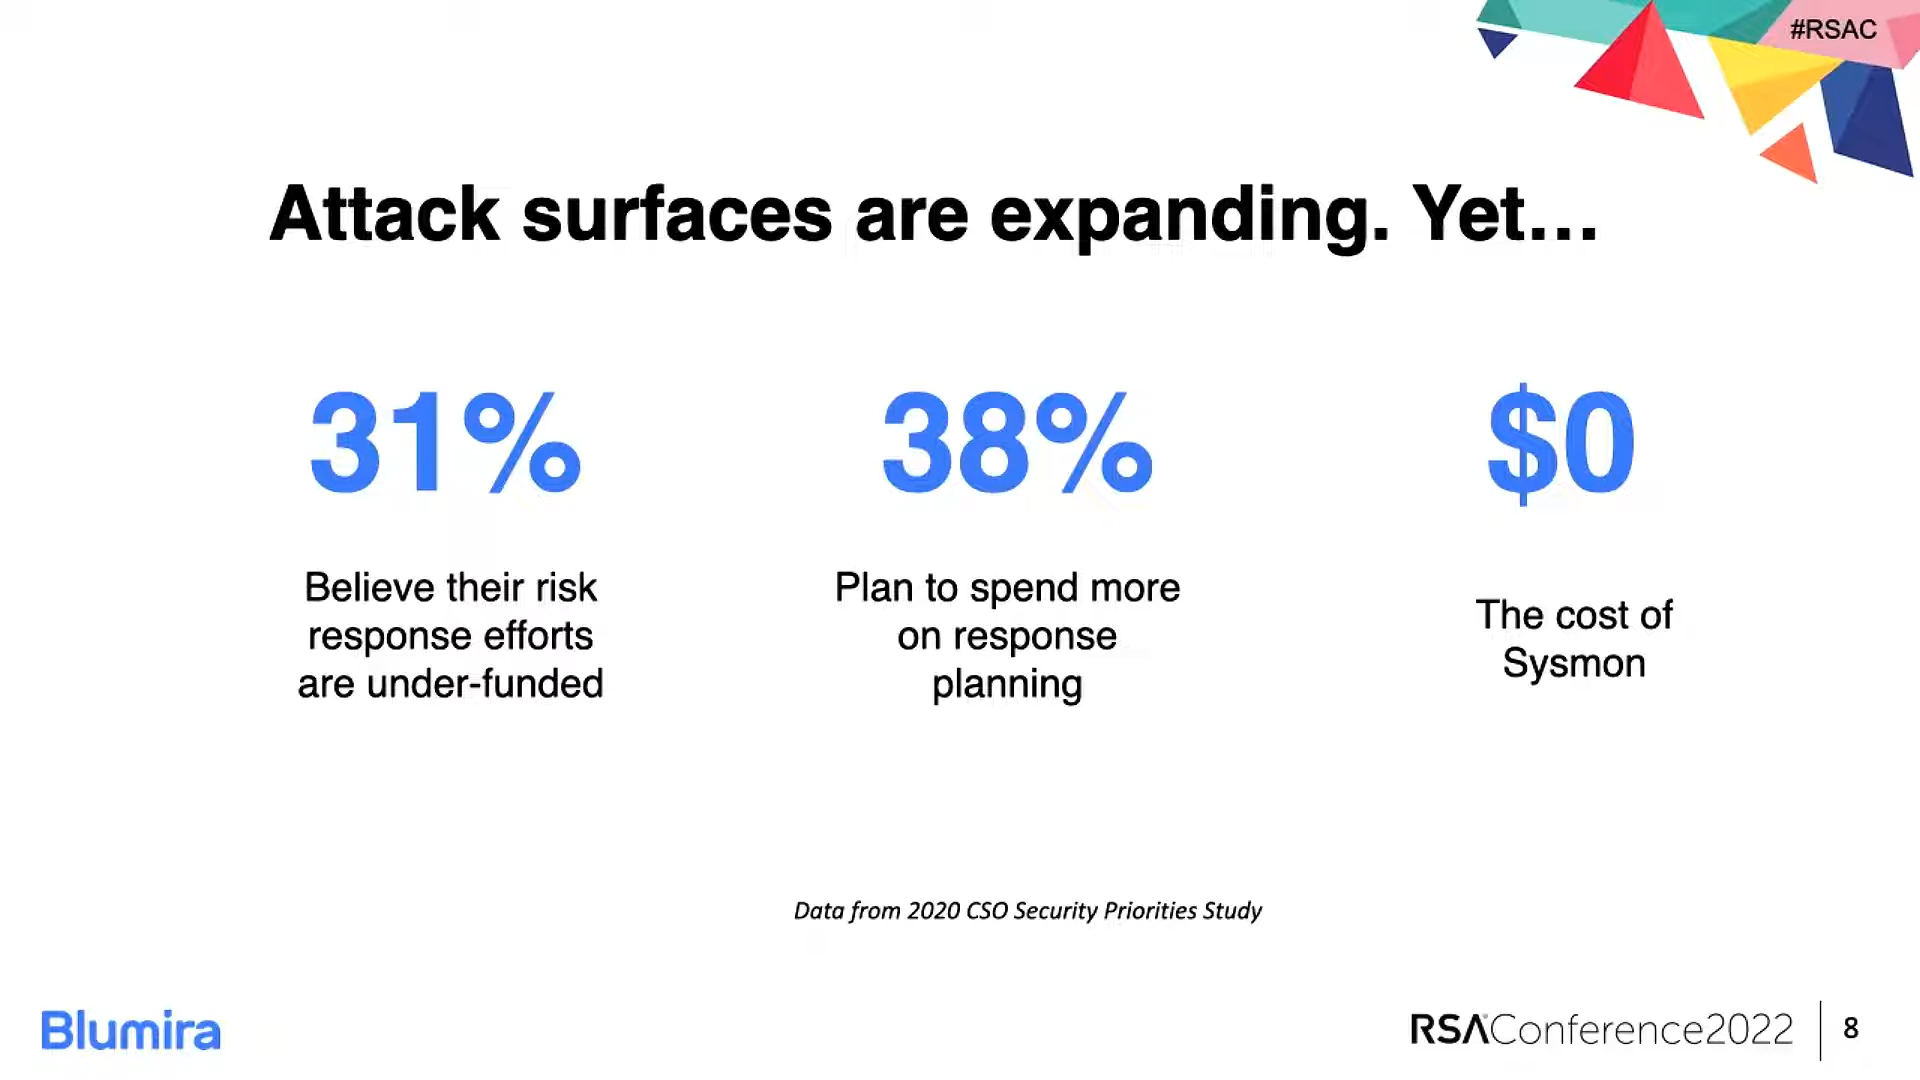 #RSAC
Attack surfaces are expanding. Yet...
31%
Believe their risk
response efforts
are under-funded
38%
Plan to spend more
on response
planning
$0
The cost of
Sysmon
Data from 2020 CSO Security Priorities Study
Blumira
RSAConference2022
8